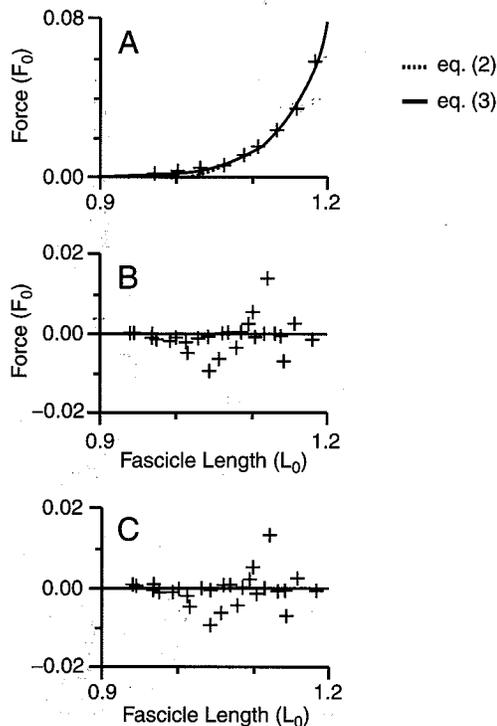 0.08
A
Force (F0)
0.00
0.9
1.2
eq. (2)
eq. (3)
0.02
B
Force (F0)
0.00
−0.02
0.9
1.2
Fascicle Length (L0)
0.02
C
0.00
−0.02
0.9
1.2
Fascicle Length (L0)